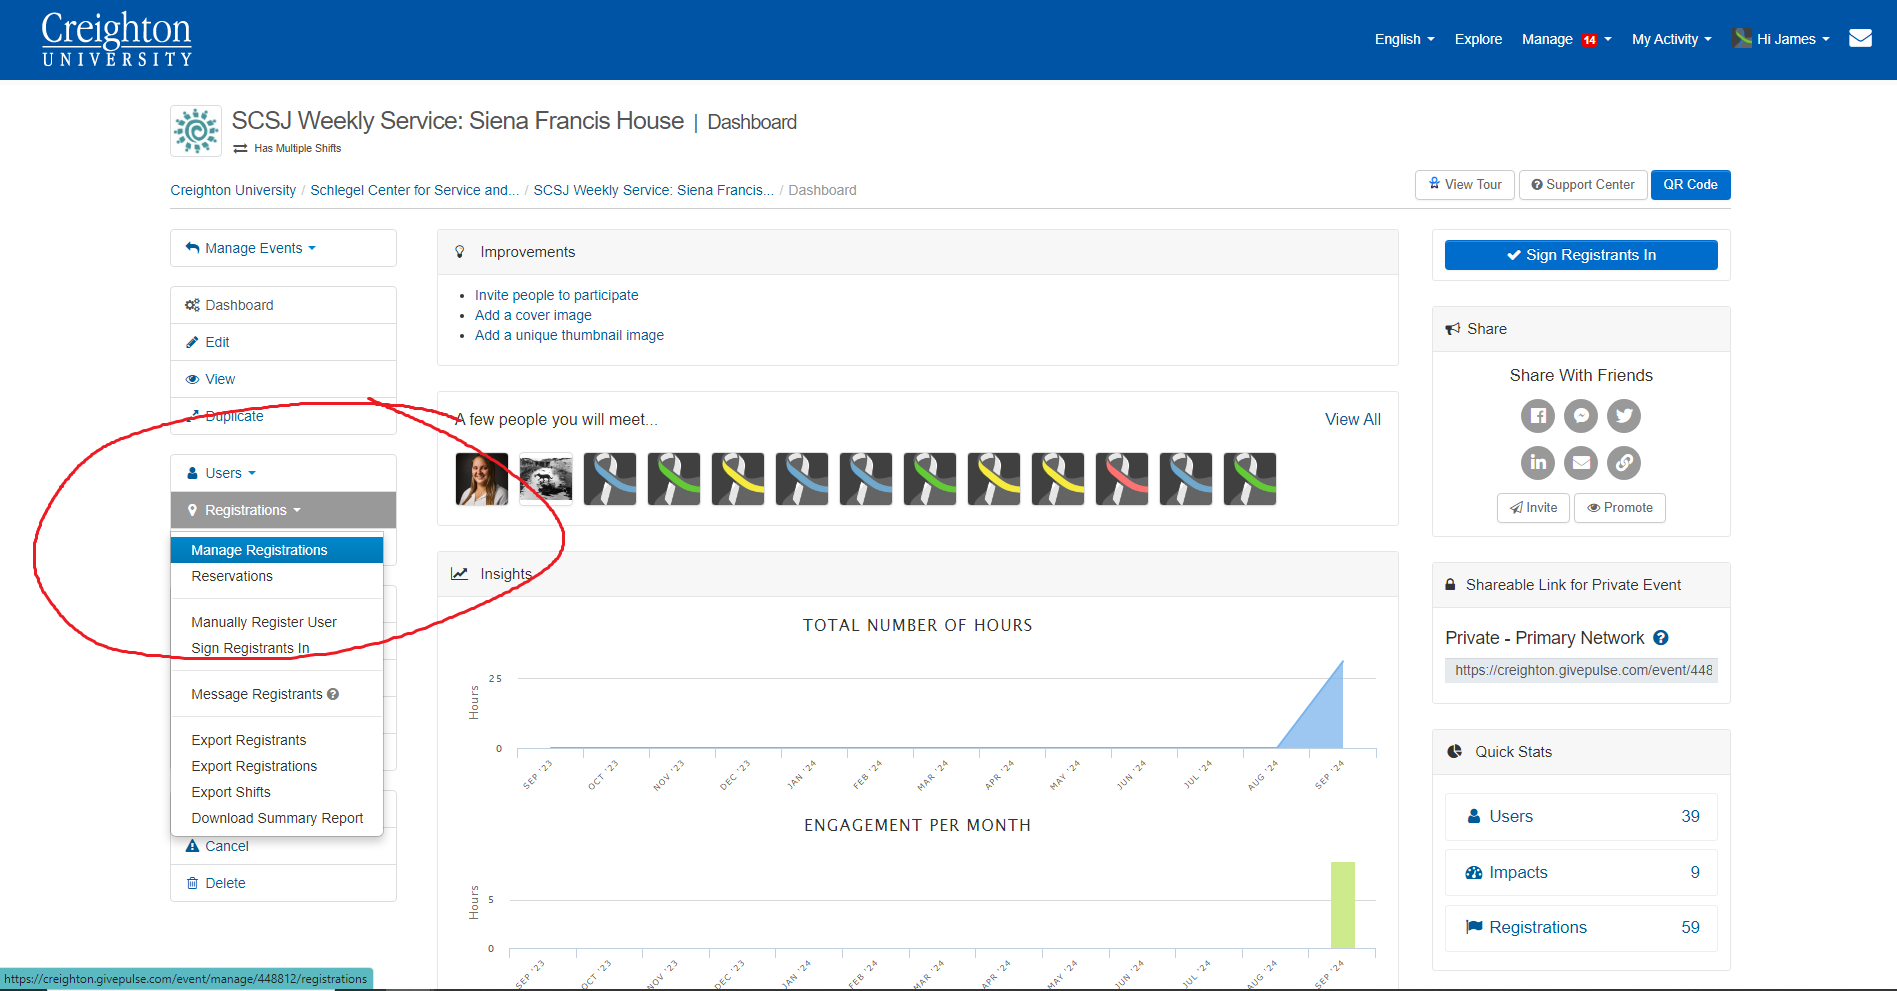 Creighton
UNIVERSITY
English
Explore
Manage 14
My Activity
Hi James
SCSJ Weekly Service: Siena Francis House | Dashboard
Has Multiple Shifts
Creighton University / Schlegel Center for Service and... / SCSJ Weekly Service: Siena Francis... / Dashboard
View Tour
Support Center
QR Code
Manage Events
Dashboard
Edit
View
Duplicate
Users
Registrations
Manage Registrations
Reservations
Manually Register User
Sign Registrants In
Message Registrants
Export Registrants
Export Registrations
Export Shifts
Download Summary Report
Cancel
Delete
Improvements
Invite people to participate
Add a cover image
Add a unique thumbnail image
A few people you will meet...
View All
Insights
TOTAL NUMBER OF HOURS
Hours
25
0
SEP '23
OCT '23
NOV '23
DEC '23
JAN '24
FEB '24
MAR '24
APR '24
MAY '24
JUN '24
JUL '24
AUG '24
SEP '24
ENGAGEMENT PER MONTH
Hours
5
0
SEP '23
OCT '23
NOV '23
DEC '23
JAN '24
FEB '24
MAR '24
APR '24
MAY '24
JUN '24
JUL '24
AUG '24
SEP '24
Sign Registrants In
Share
Share With Friends
Invite
Promote
Shareable Link for Private Event
Private - Primary Network
https://creighton.givepulse.com/event/448
Quick Stats
Users 39
Impacts 9
Registrations 59
https://creighton.givepulse.com/event/manage/448812/registrations